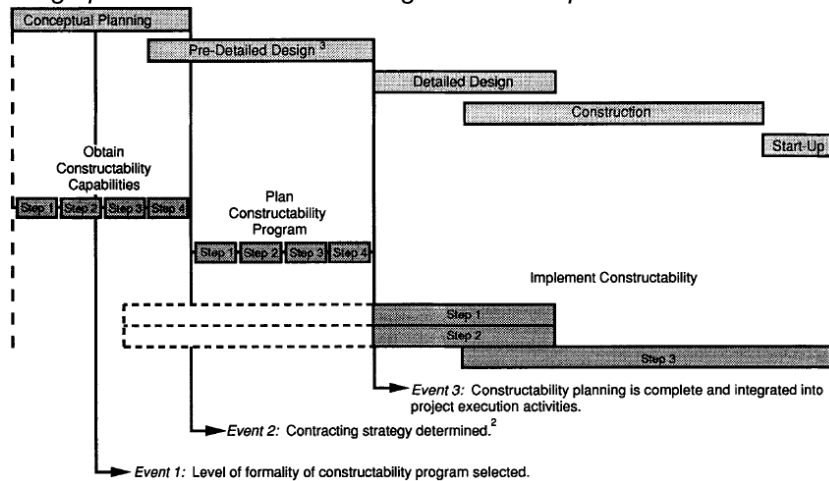 Conceptual Planning
Pre-Detailed Design 3
Detailed Design
Construction
Start-Up
Obtain
Constructability
Capabilities
Step 1 Step 2 Step 3 Step 4
Plan
Constructability
Program
Step 1 Step 2 Step 3 Step 4
Implement Constructability
Step 1
Step 2
Step 3
Event 3: Constructability planning is complete and integrated into
project execution activities.
Event 2: Contracting strategy determined.2
Event 1: Level of formality of constructability program selected.